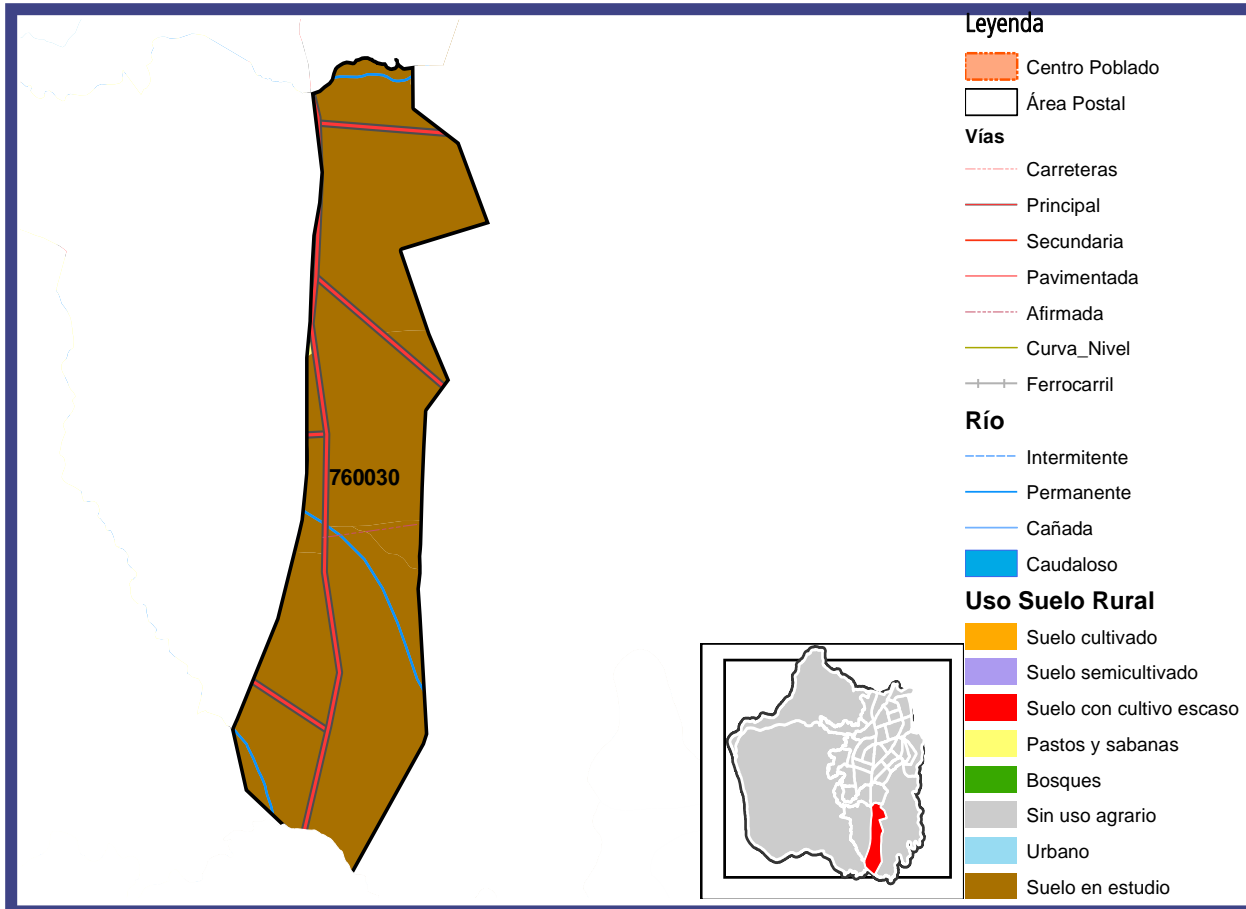 Leyenda
Centro Poblado
Área Postal
Vías
Carreteras
Principal
Secundaria
Pavimentada
Afirmada
Curva_Nivel
Ferrocarril
Río
Intermitente
Permanente
Cañada
Caudaloso
Uso Suelo Rural
Suelo cultivado
Suelo semicultivado
Suelo con cultivo escaso
Pastos y sabanas
Bosques
Sin uso agrario
Urbano
Suelo en estudio
760030